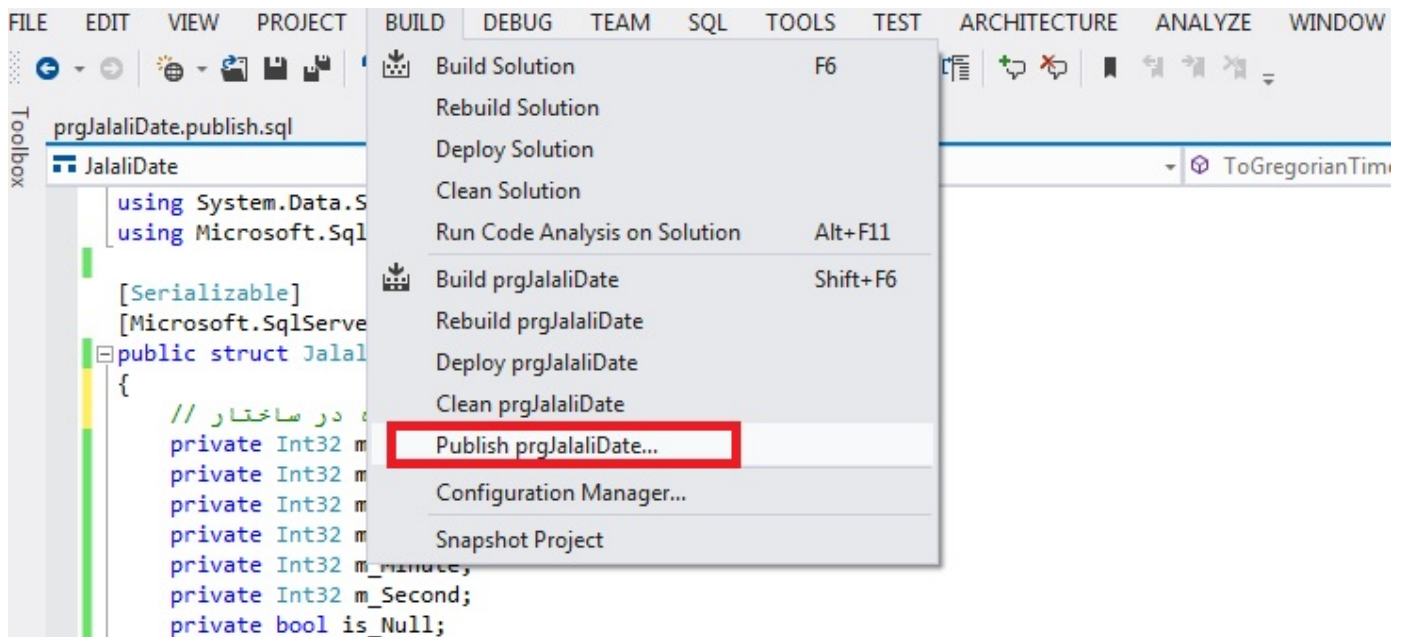 FILE EDIT VIEW PROJECT BUILD DEBUG TEAM SQL TOOLS TEST ARCHITECTURE ANALYZE WINDOW
Toolbox
prgJalaliDate.publish.sql
JalaliDate
ToGregorianTime
using System.Data.S
using Microsoft.Sql
[Serializable]
[Microsoft.SqlServe
public struct Jalal
{
// در ساختار
private Int32 m
private Int32 m
private Int32 m
private Int32 m
private Int32 m_Minute;
private Int32 m_Second;
private bool is_Null;
Build Solution F6
Rebuild Solution
Deploy Solution
Clean Solution
Run Code Analysis on Solution Alt+F11
Build prgJalaliDate Shift+F6
Rebuild prgJalaliDate
Deploy prgJalaliDate
Clean prgJalaliDate
Publish prgJalaliDate...
Configuration Manager...
Snapshot Project